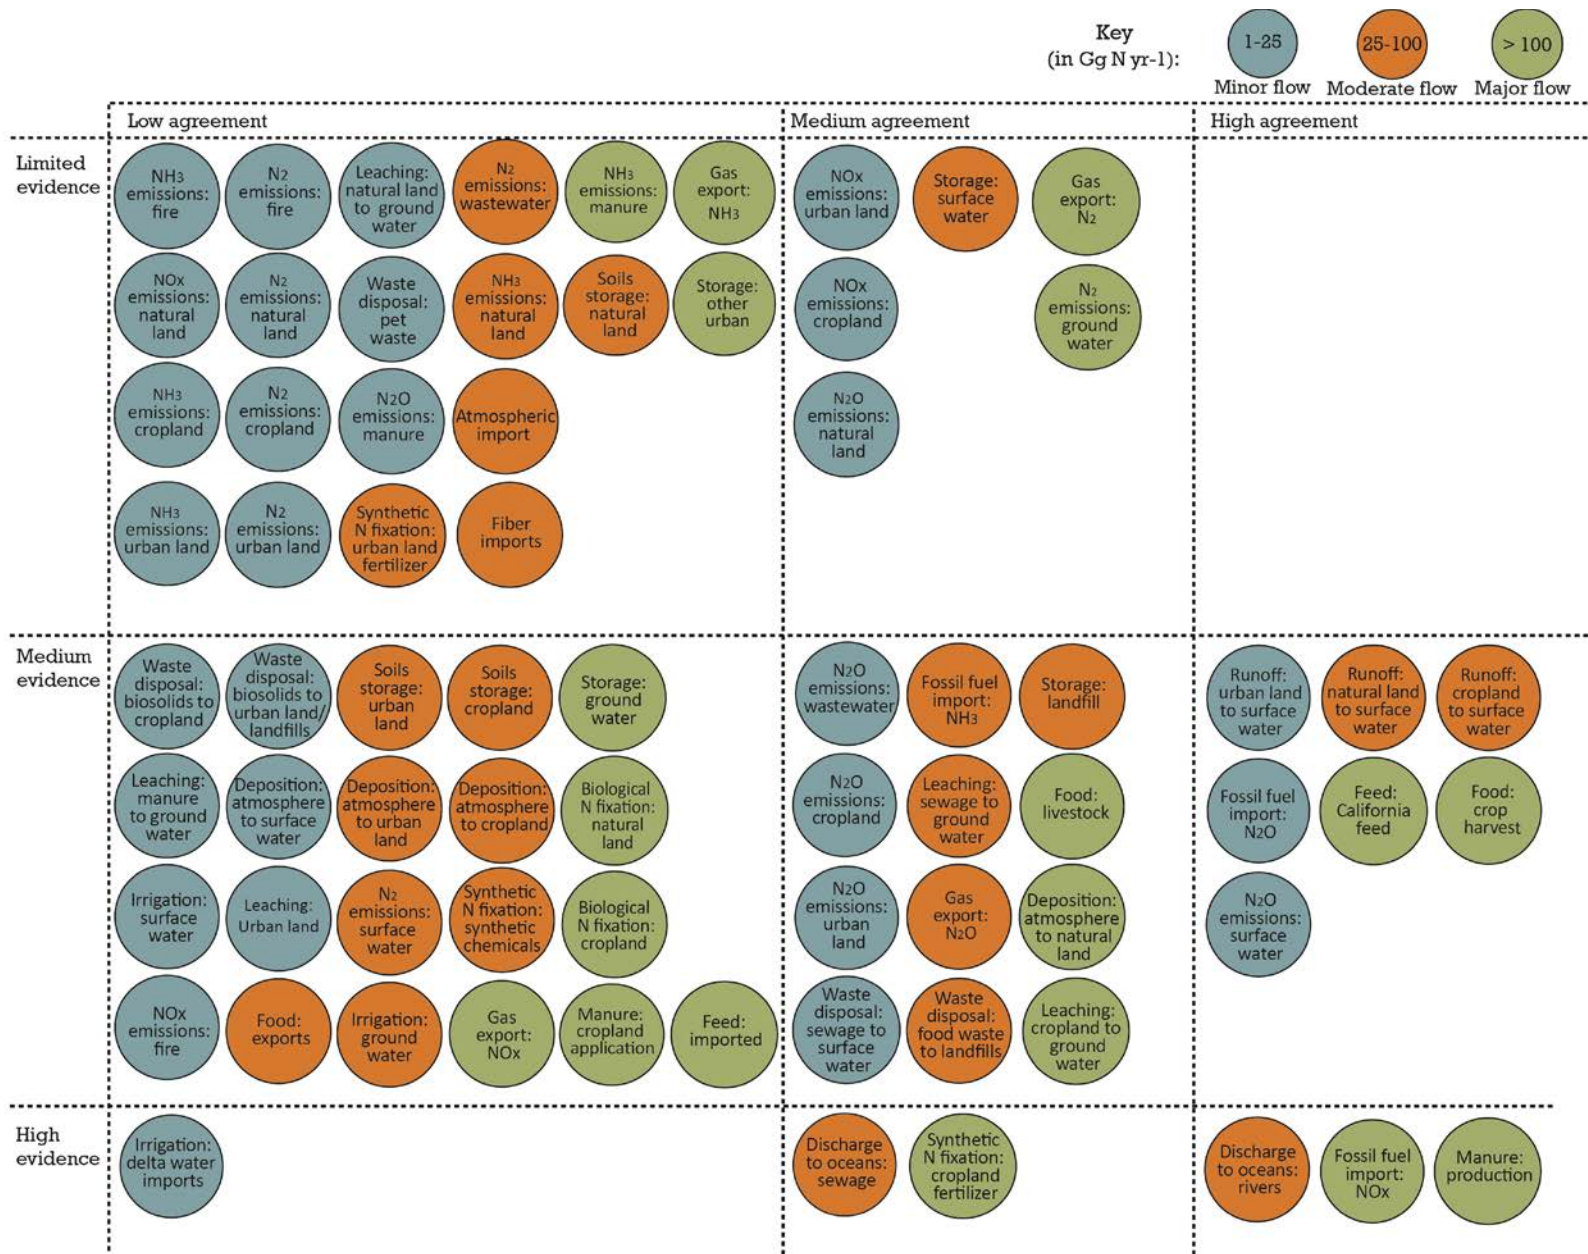 Key
(in Gg N yr-1):
1-25
25-100
> 100
Minor flow
Moderate flow
Major flow
Low agreement
Medium agreement
High agreement
Limited
evidence
NH3
emissions:
fire
N2
emissions:
fire
Leaching:
natural land
to ground
water
N2
emissions:
wastewater
NH3
emissions:
manure
Gas
export:
NH3
NOx
emissions:
natural
land
N2
emissions:
natural
land
Waste
disposal:
pet
waste
NH3
emissions:
natural
land
Soils
storage:
natural
land
Storage:
other
urban
NH3
emissions:
cropland
N2
emissions:
cropland
N2O
emissions:
manure
Atmospheric
import
NH3
emissions:
urban land
N2
emissions:
urban land
Synthetic
N fixation:
urban land
fertilizer
Fiber
imports
NOx
emissions:
urban land
Storage:
surface
water
Gas
export:
N2
NOx
emissions:
cropland
N2
emissions:
ground
water
N2O
emissions:
natural
land
Medium
evidence
Waste
disposal:
biosolids to
cropland
Waste
disposal:
biosolids to
urban land/
landfills
Soils
storage:
urban
land
Soils
storage:
cropland
Storage:
ground
water
Leaching:
manure
to ground
water
Deposition:
atmosphere
to surface
water
Deposition:
atmosphere
to urban
land
Deposition:
atmosphere
to cropland
Biological
N fixation:
natural
land
Irrigation:
surface
water
Leaching:
Urban land
N2
emissions:
surface
water
Synthetic
N fixation:
synthetic
chemicals
Biological
N fixation:
cropland
NOx
emissions:
fire
Food:
exports
Irrigation:
ground
water
Gas
export:
NOx
Manure:
cropland
application
Feed:
imported
N2O
emissions:
wastewater
Fossil fuel
import:
NH3
Storage:
landfill
N2O
emissions:
cropland
Leaching:
sewage to
ground
water
Food:
livestock
N2O
emissions:
urban
land
Gas
export:
N2O
Deposition:
atmosphere
to natural
land
Waste
disposal:
sewage to
surface
water
Waste
disposal:
food waste
to landfills
Leaching:
cropland to
ground
water
Runoff:
urban land
to surface
water
Runoff:
natural land
to surface
water
Runoff:
cropland
to surface
water
Fossil fuel
import:
N2O
Feed:
California
feed
Food:
crop
harvest
N2O
emissions:
surface
water
High
evidence
Irrigation:
delta water
imports
Discharge
to oceans:
sewage
Synthetic
N fixation:
cropland
fertilizer
Discharge
to oceans:
rivers
Fossil fuel
import:
NOx
Manure:
production